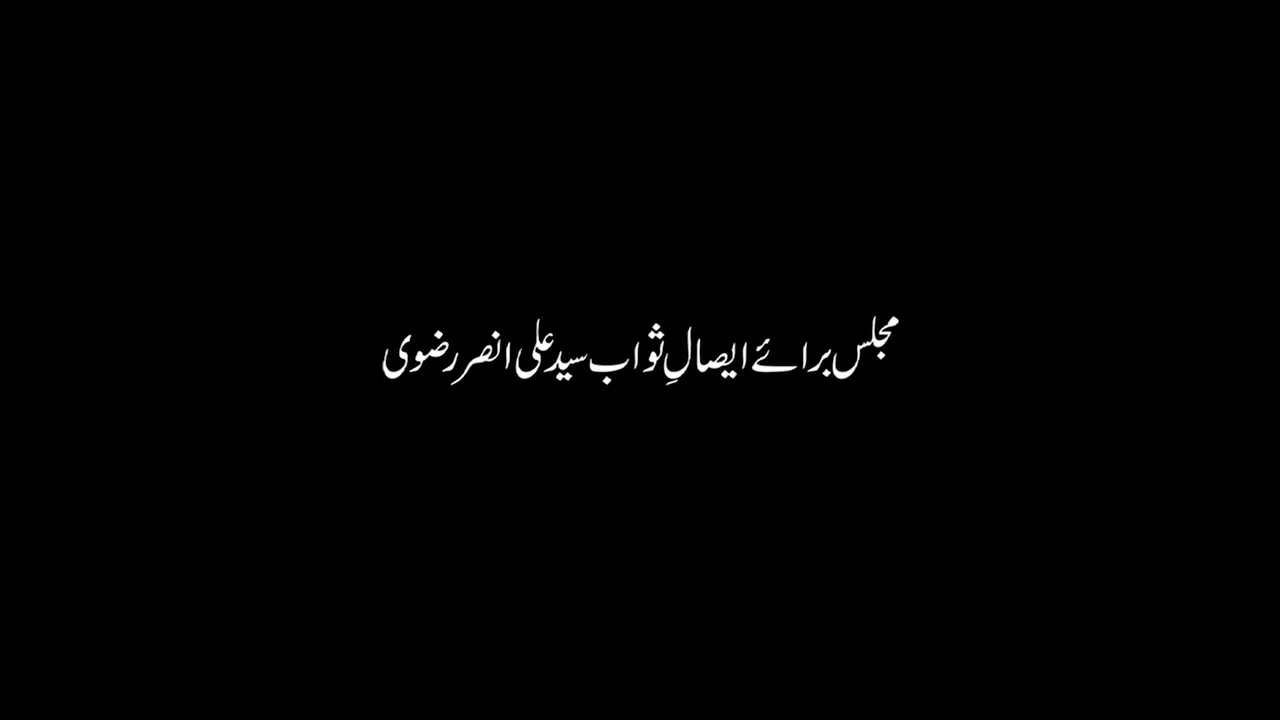 مجلس برائے ایصالِ ثواب سید علی انصر رضوی